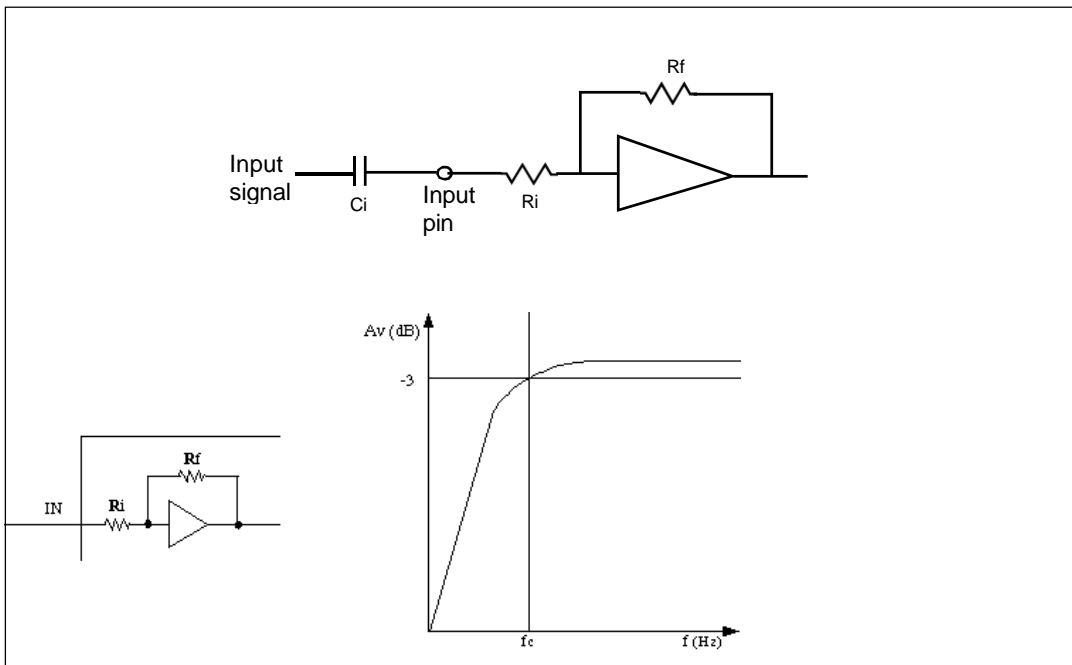 Rf
Input
signal
Ci
Input
pin
Ri
Av (dB)
-3
Rf
IN
Ri
fc
f (Hz)